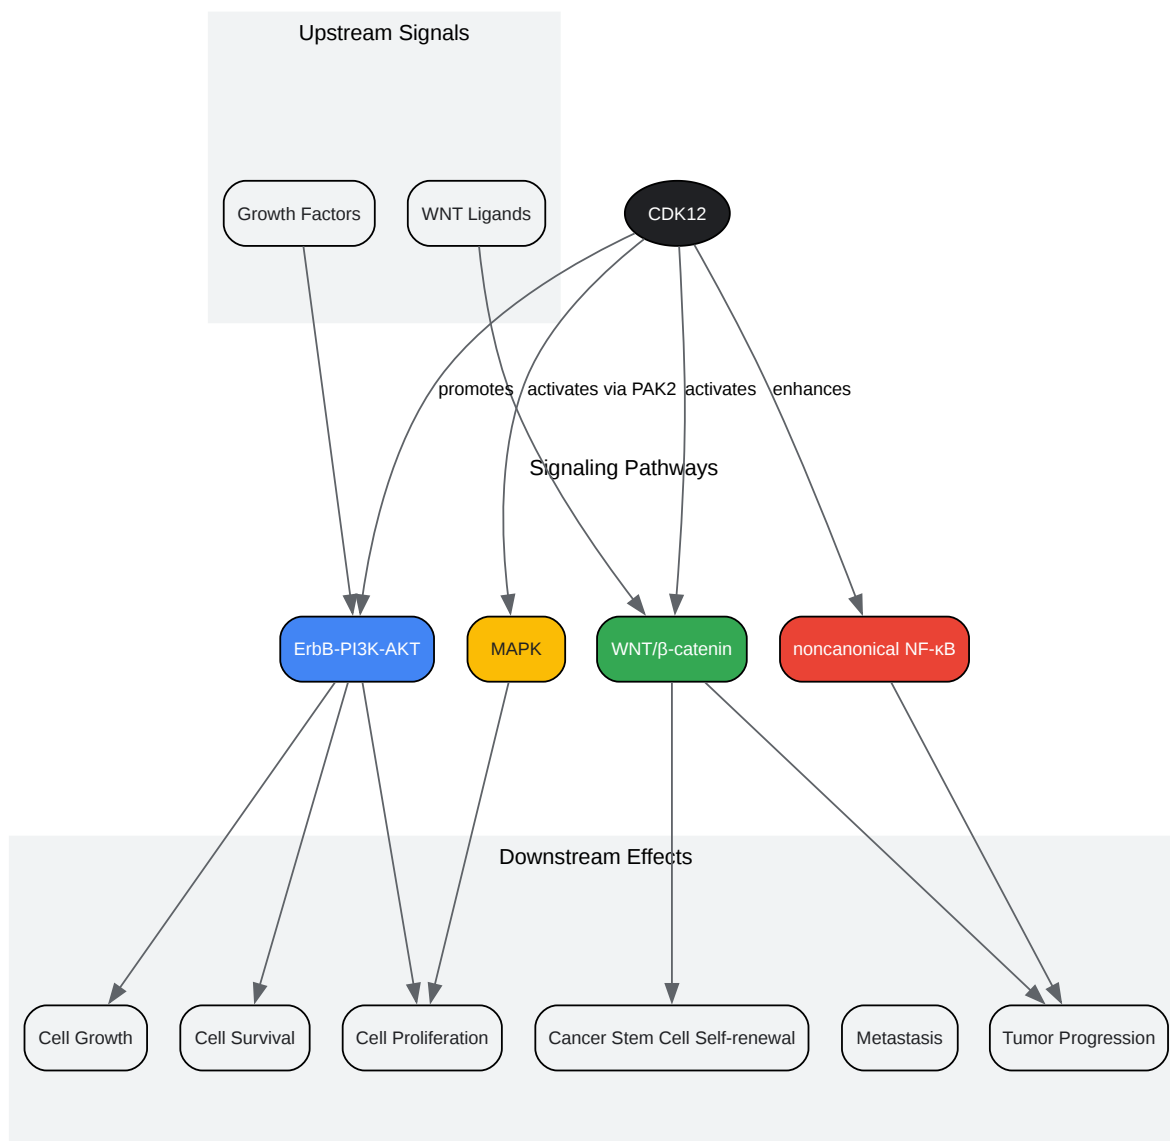 Upstream Signals
Growth Factors
WNT Ligands
CDK12
promotes
activates via PAK2
activates
enhances
Signaling Pathways
ErbB-PI3K-AKT
MAPK
WNT/β-catenin
noncanonical NF-κB
Downstream Effects
Cell Growth
Cell Survival
Cell Proliferation
Cancer Stem Cell Self-renewal
Metastasis
Tumor Progression